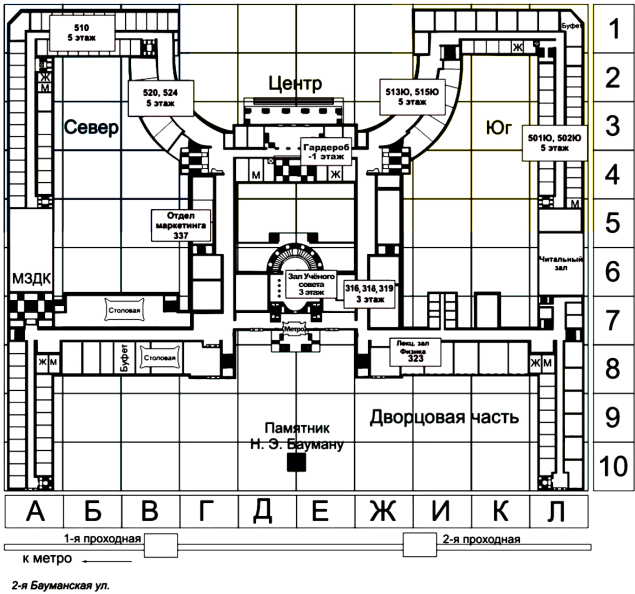 510
5 этаж
Буфет
1
Ж
Ж
М
520, 524
5 этаж
Центр
513Ю, 515Ю
5 этаж
2
Север
Гардероб
-1 этаж
Юг
501Ю, 502Ю
5 этаж
3
М
Ж
4
М
Отдел
маркетинга
337
5
МЗДК
Зал Учёного
совета
3 этаж
316, 318, 319
3 этаж
Читальный
зал
6
Столовая
Метро
7
Ж М
Буфет
Столовая
Лекц. зал
Физика
323
Ж М
8
Памятник
Н. Э. Бауману
Дворцовая часть
9
10
А Б В Г Д Е Ж И К Л
1-я проходная
2-я проходная
к метро
2-я Бауманская ул.